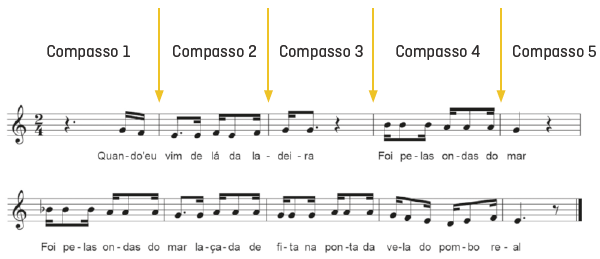 Compasso 1 Compasso 2 Compasso 3 Compasso 4 Compasso 5
2
4
Quan-do'eu vim de lá da la-dei-ra Foi pe-las on-das do mar
Foi pe-las on-das do mar la-ça-da de fi-ta na pon-ta da ve-la do pom-bo re-al